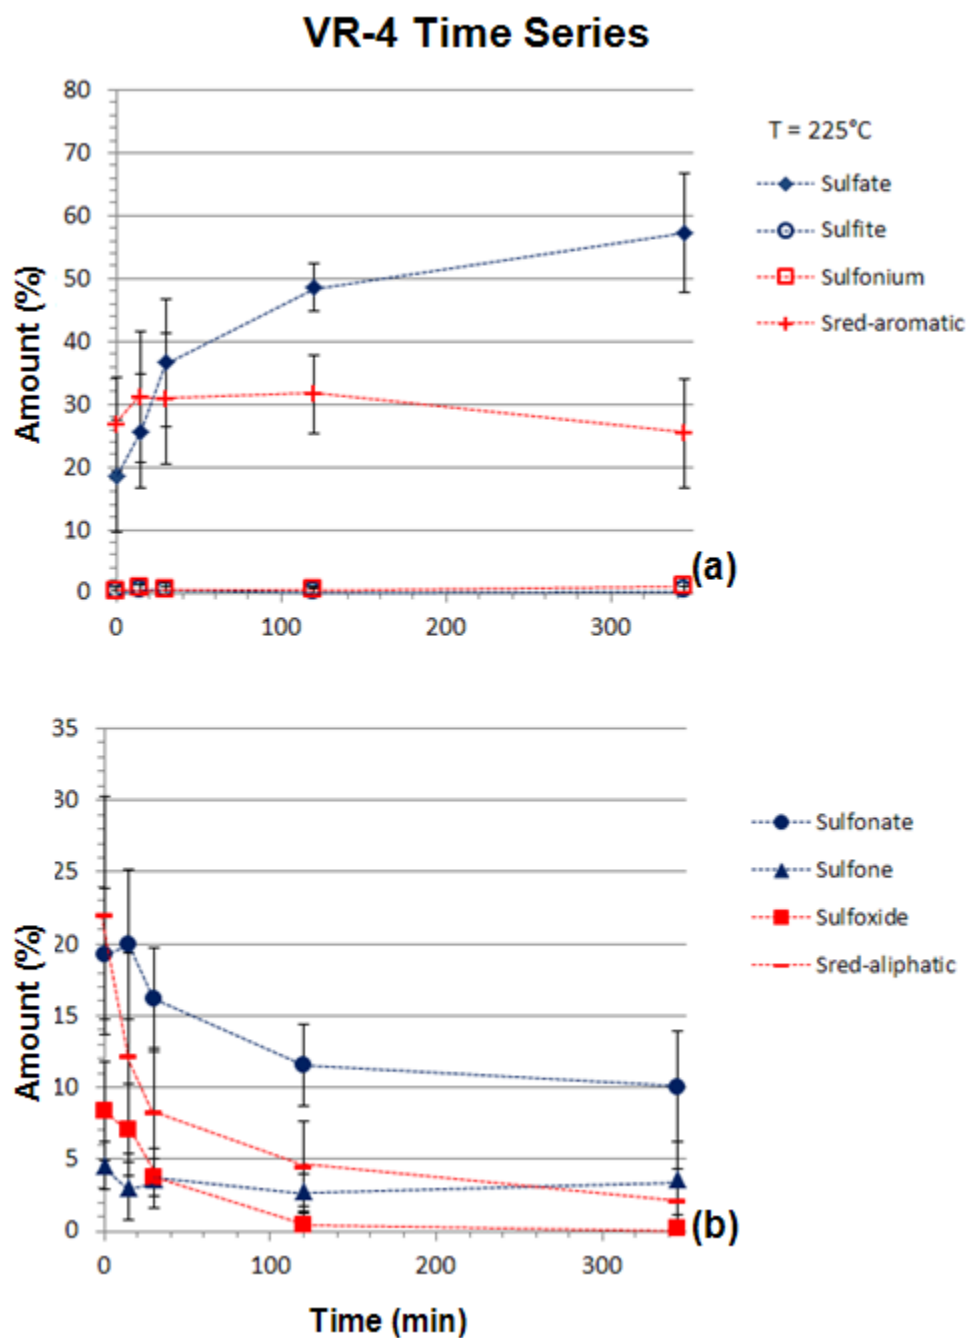 VR-4 Time Series
80
70
60
50
40
30
20
10
0
Amount (%)
0 100 200 300
(a)
T = 225°C
Sulfate
Sulfite
Sulfonium
Sred-aromatic
35
30
25
20
15
10
5
0
Amount (%)
0 100 200 300
(b)
Sulfonate
Sulfone
Sulfoxide
Sred-aliphatic
Time (min)